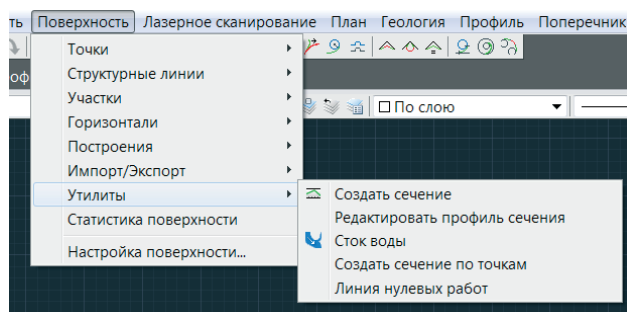 ть Поверхность Лазерное сканирование План Геология Профиль Поперечник
Точки
оф
Структурные линии
Участки
По слою
Горизонтали
Построения
Импорт/Экспорт
Утилиты
Создать сечение
Статистика поверхности
Редактировать профиль сечения
Сток воды
Настройка поверхности...
Создать сечение по точкам
Линия нулевых работ